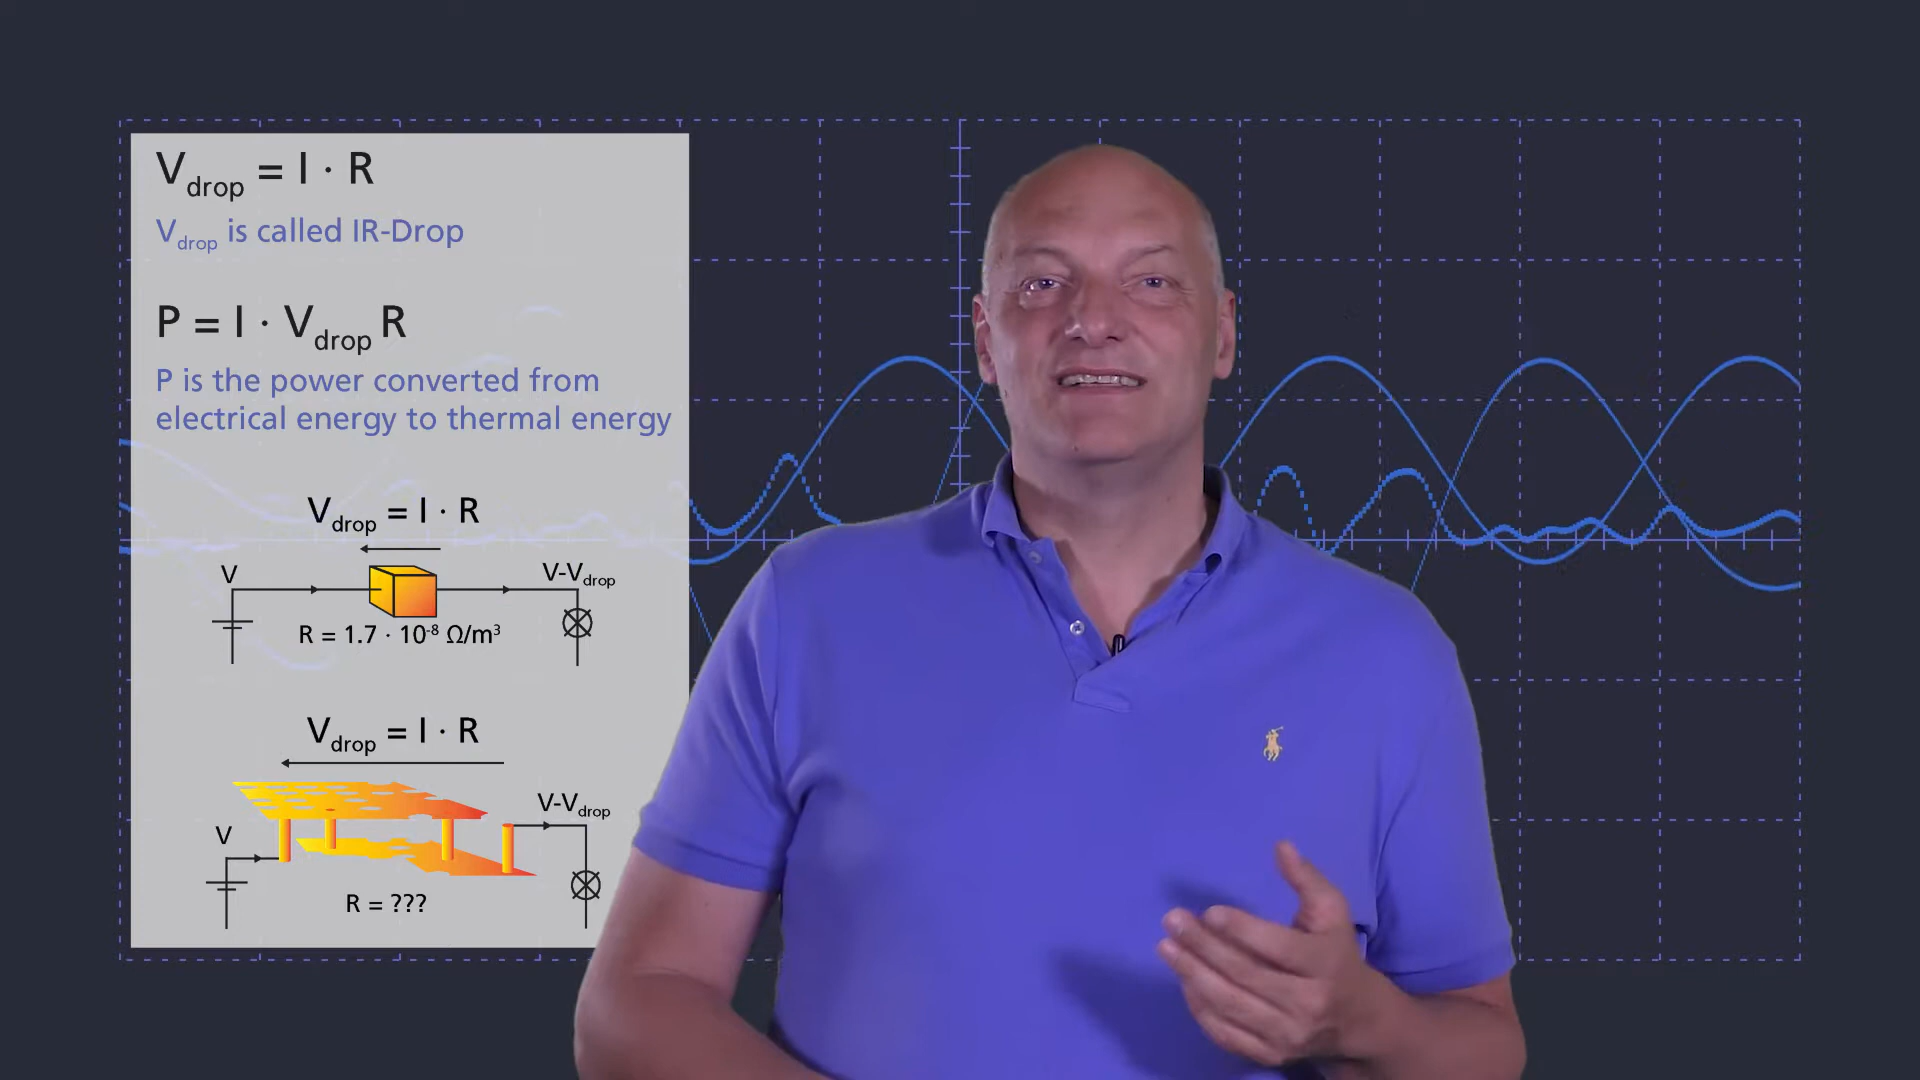 Vdrop = I · R
Vdrop is called IR-Drop
P = I · Vdrop R
P is the power converted from
electrical energy to thermal energy
Vdrop = I · R
V
V-Vdrop
R = 1.7 · 10⁻⁸ Ω/m³
Vdrop = I · R
V-Vdrop
V
R = ???